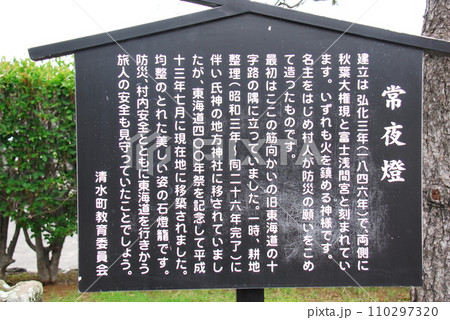 常夜燈
建立は弘化三年(一八四六年)で、両側に
秋葉大権現と富士浅間宮と刻まれてい
ます。いずれも火を鎮める神様です。
名主をはじめ村人が防災の願いをこめ
て造ったものです。
最初はここの筋向かいの旧東海道の十
字路の隅に立っていました。一時、耕地
整理(昭和二十三年〜同二十六年完了)に
伴い氏神の地方神社に移されていまし
たが、東海道四〇〇年祭を記念して平成
十三年七月に現在地に移築されました。
均整のとれた美しい姿の石燈籠です。
防災、村内安全とともに東海道を行きかう
旅人の安全も見守っていたことでしょう。
清水町教育委員会
pixta.jp - 110297320